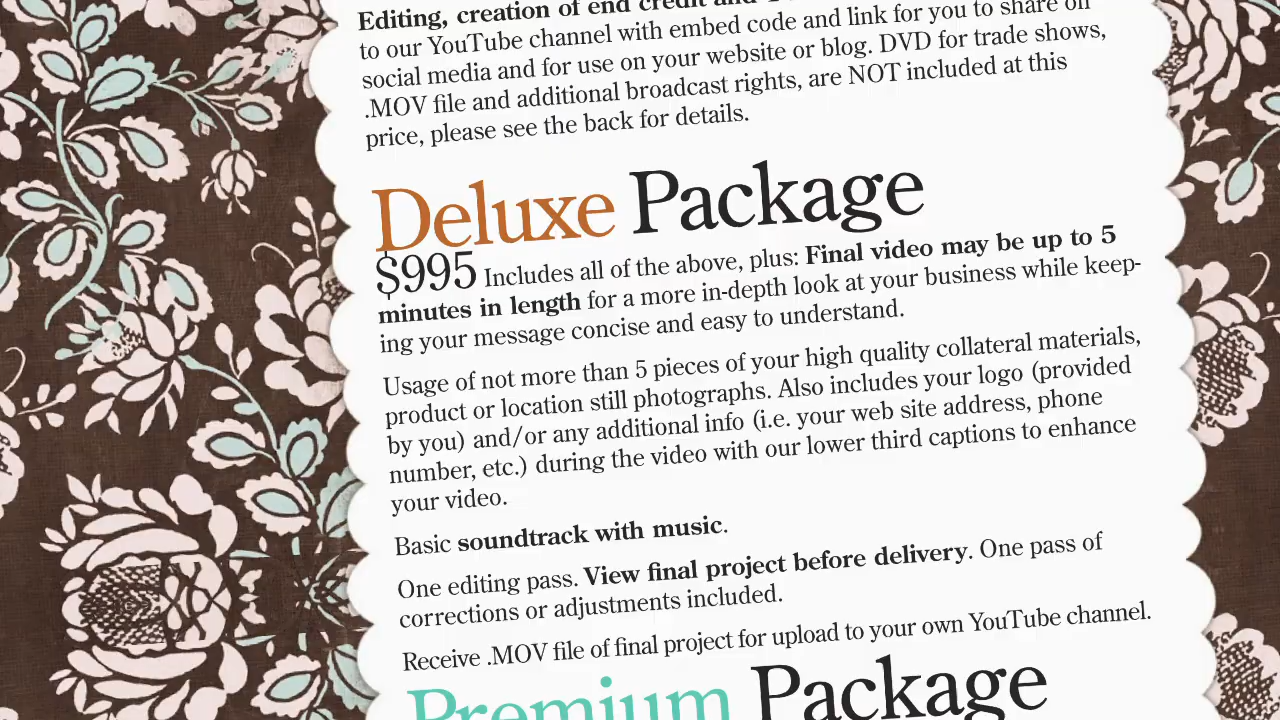 Editing, creation of end credit and
to our YouTube channel with embed code and link for you to share on
social media and for use on your website or blog. DVD for trade shows,
.MOV file and additional broadcast rights, are NOT included at this
price, please see the back for details.
Deluxe Package
$995 Includes all of the above, plus: Final video may be up to 5
minutes in length for a more in-depth look at your business while keep-
ing your message concise and easy to understand.
Usage of not more than 5 pieces of your high quality collateral materials,
product or location still photographs. Also includes your logo (provided
by you) and/or any additional info (i.e. your web site address, phone
number, etc.) during the video with our lower third captions to enhance
your video.
Basic soundtrack with music.
One editing pass. View final project before delivery. One pass of
corrections or adjustments included.
Receive .MOV file of final project for upload to your own YouTube channel.
Premium Package